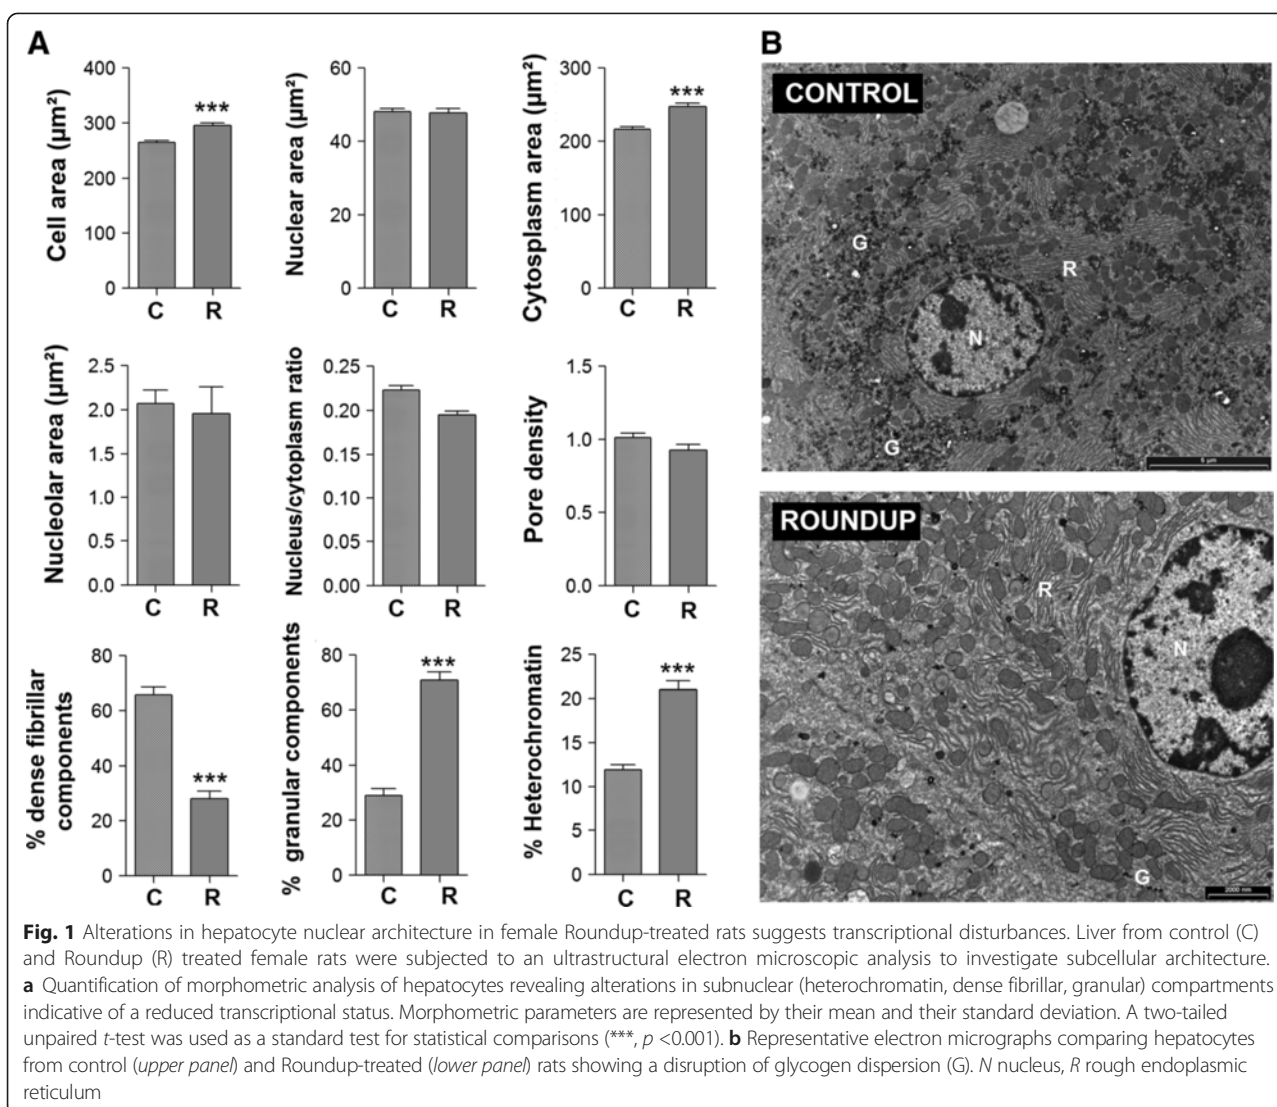 A
B
400
300
200
100
0
Cell area (µm²)
***
C R
60
40
20
0
Nuclear area (µm²)
C R
300
200
100
0
Cytosplasm area (µm²)
***
C R
2.5
2.0
1.5
1.0
0.5
0.0
Nucleolar area (µm²)
C R
0.25
0.20
0.15
0.10
0.05
0.00
Nucleus/cytoplasm ratio
C R
1.5
1.0
0.5
0.0
Pore density
C R
80
60
40
20
0
% dense fibrillar
components
***
C R
80
60
40
20
0
% granular components
***
C R
25
20
15
10
5
0
% Heterochromatin
***
C R
CONTROL
G
R
N
G
5 µm
ROUNDUP
R
N
G
2000 nm
Fig. 1 Alterations in hepatocyte nuclear architecture in female Roundup-treated rats suggests transcriptional disturbances. Liver from control (C)
and Roundup (R) treated female rats were subjected to an ultrastructural electron microscopic analysis to investigate subcellular architecture.
a Quantification of morphometric analysis of hepatocytes revealing alterations in subnuclear (heterochromatin, dense fibrillar, granular) compartments
indicative of a reduced transcriptional status. Morphometric parameters are represented by their mean and their standard deviation. A two-tailed
unpaired t-test was used as a standard test for statistical comparisons (***, p <0.001). b Representative electron micrographs comparing hepatocytes
from control (upper panel) and Roundup-treated (lower panel) rats showing a disruption of glycogen dispersion (G). N nucleus, R rough endoplasmic
reticulum